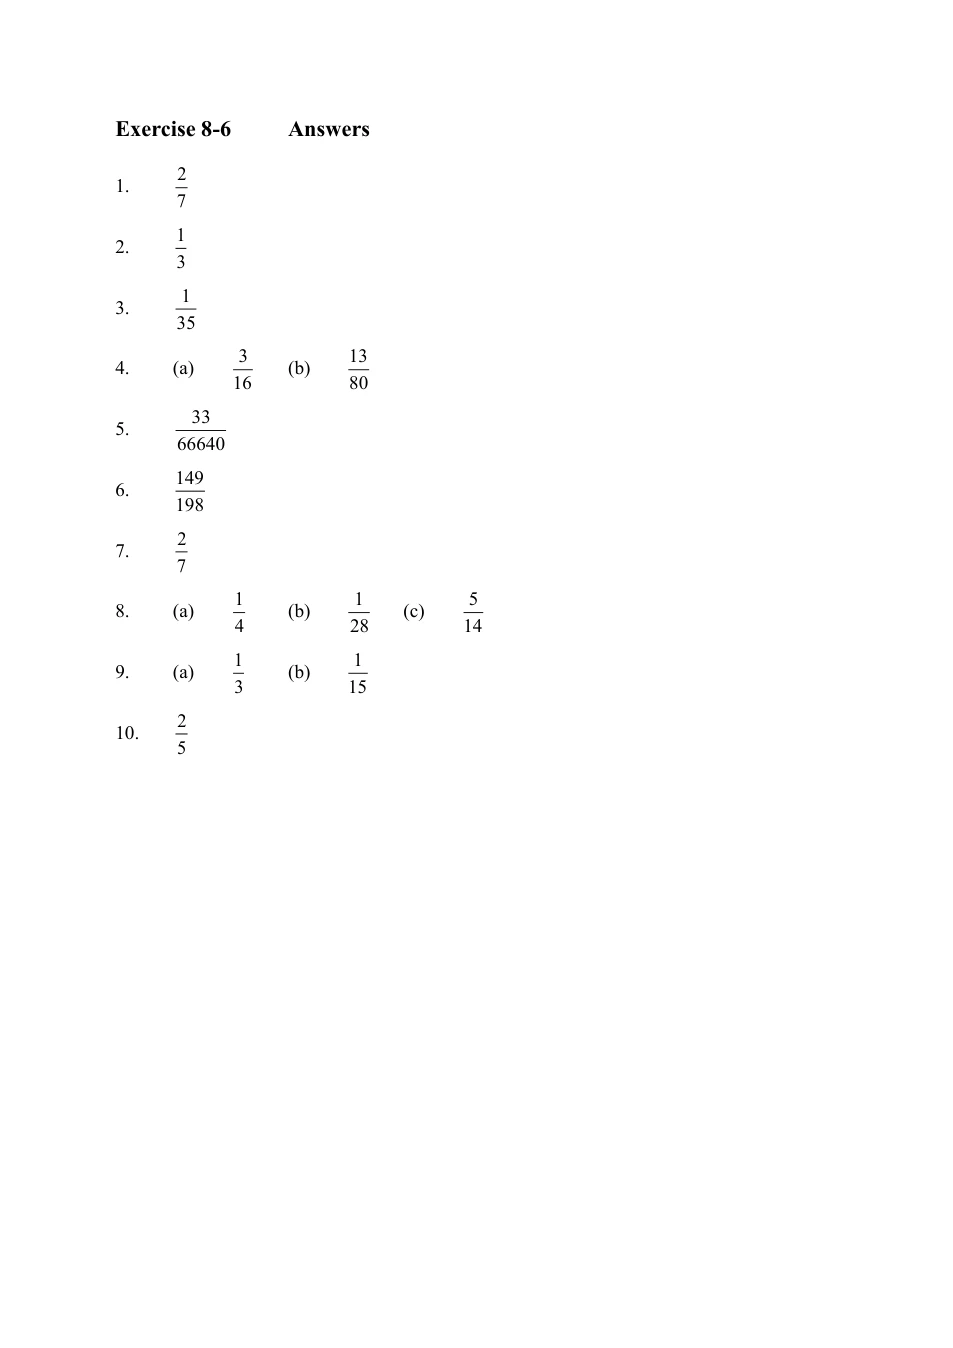 Exercise 8-6 Answers
1. 2/7
2. 1/3
3. 1/35
4. (a) 3/16 (b) 13/80
5. 33/66640
6. 149/198
7. 2/7
8. (a) 1/4 (b) 1/28 (c) 5/14
9. (a) 1/3 (b) 1/15
10. 2/5